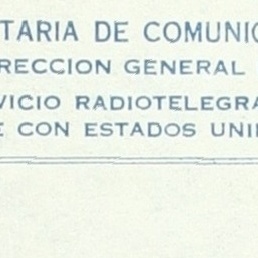 TARIA DE COMUNIC
RECCION GENERAL
VICIO RADIOTELEGRA
E CON ESTADOS UNI